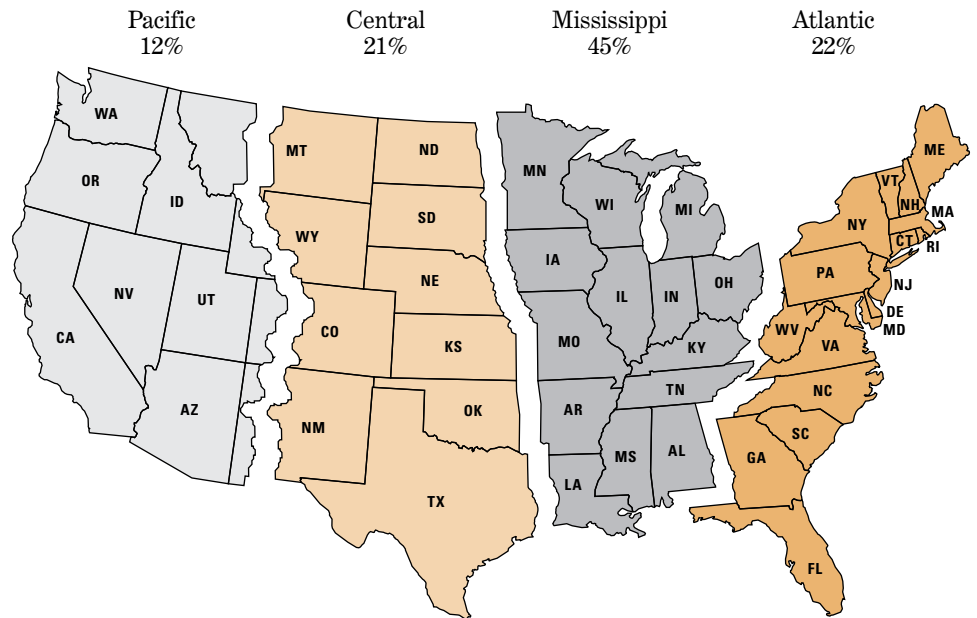 Pacific
12%
Central
21%
Mississippi
45%
Atlantic
22%
WA
OR
ID
CA
NV
UT
AZ
MT
ND
WY
SD
NE
CO
KS
NM
OK
TX
MN
WI
MI
IA
IL
IN
OH
MO
KY
TN
AR
MS
AL
LA
ME
VT
NH
NY
MA
CT
RI
PA
NJ
DE
MD
WV
VA
NC
SC
GA
FL